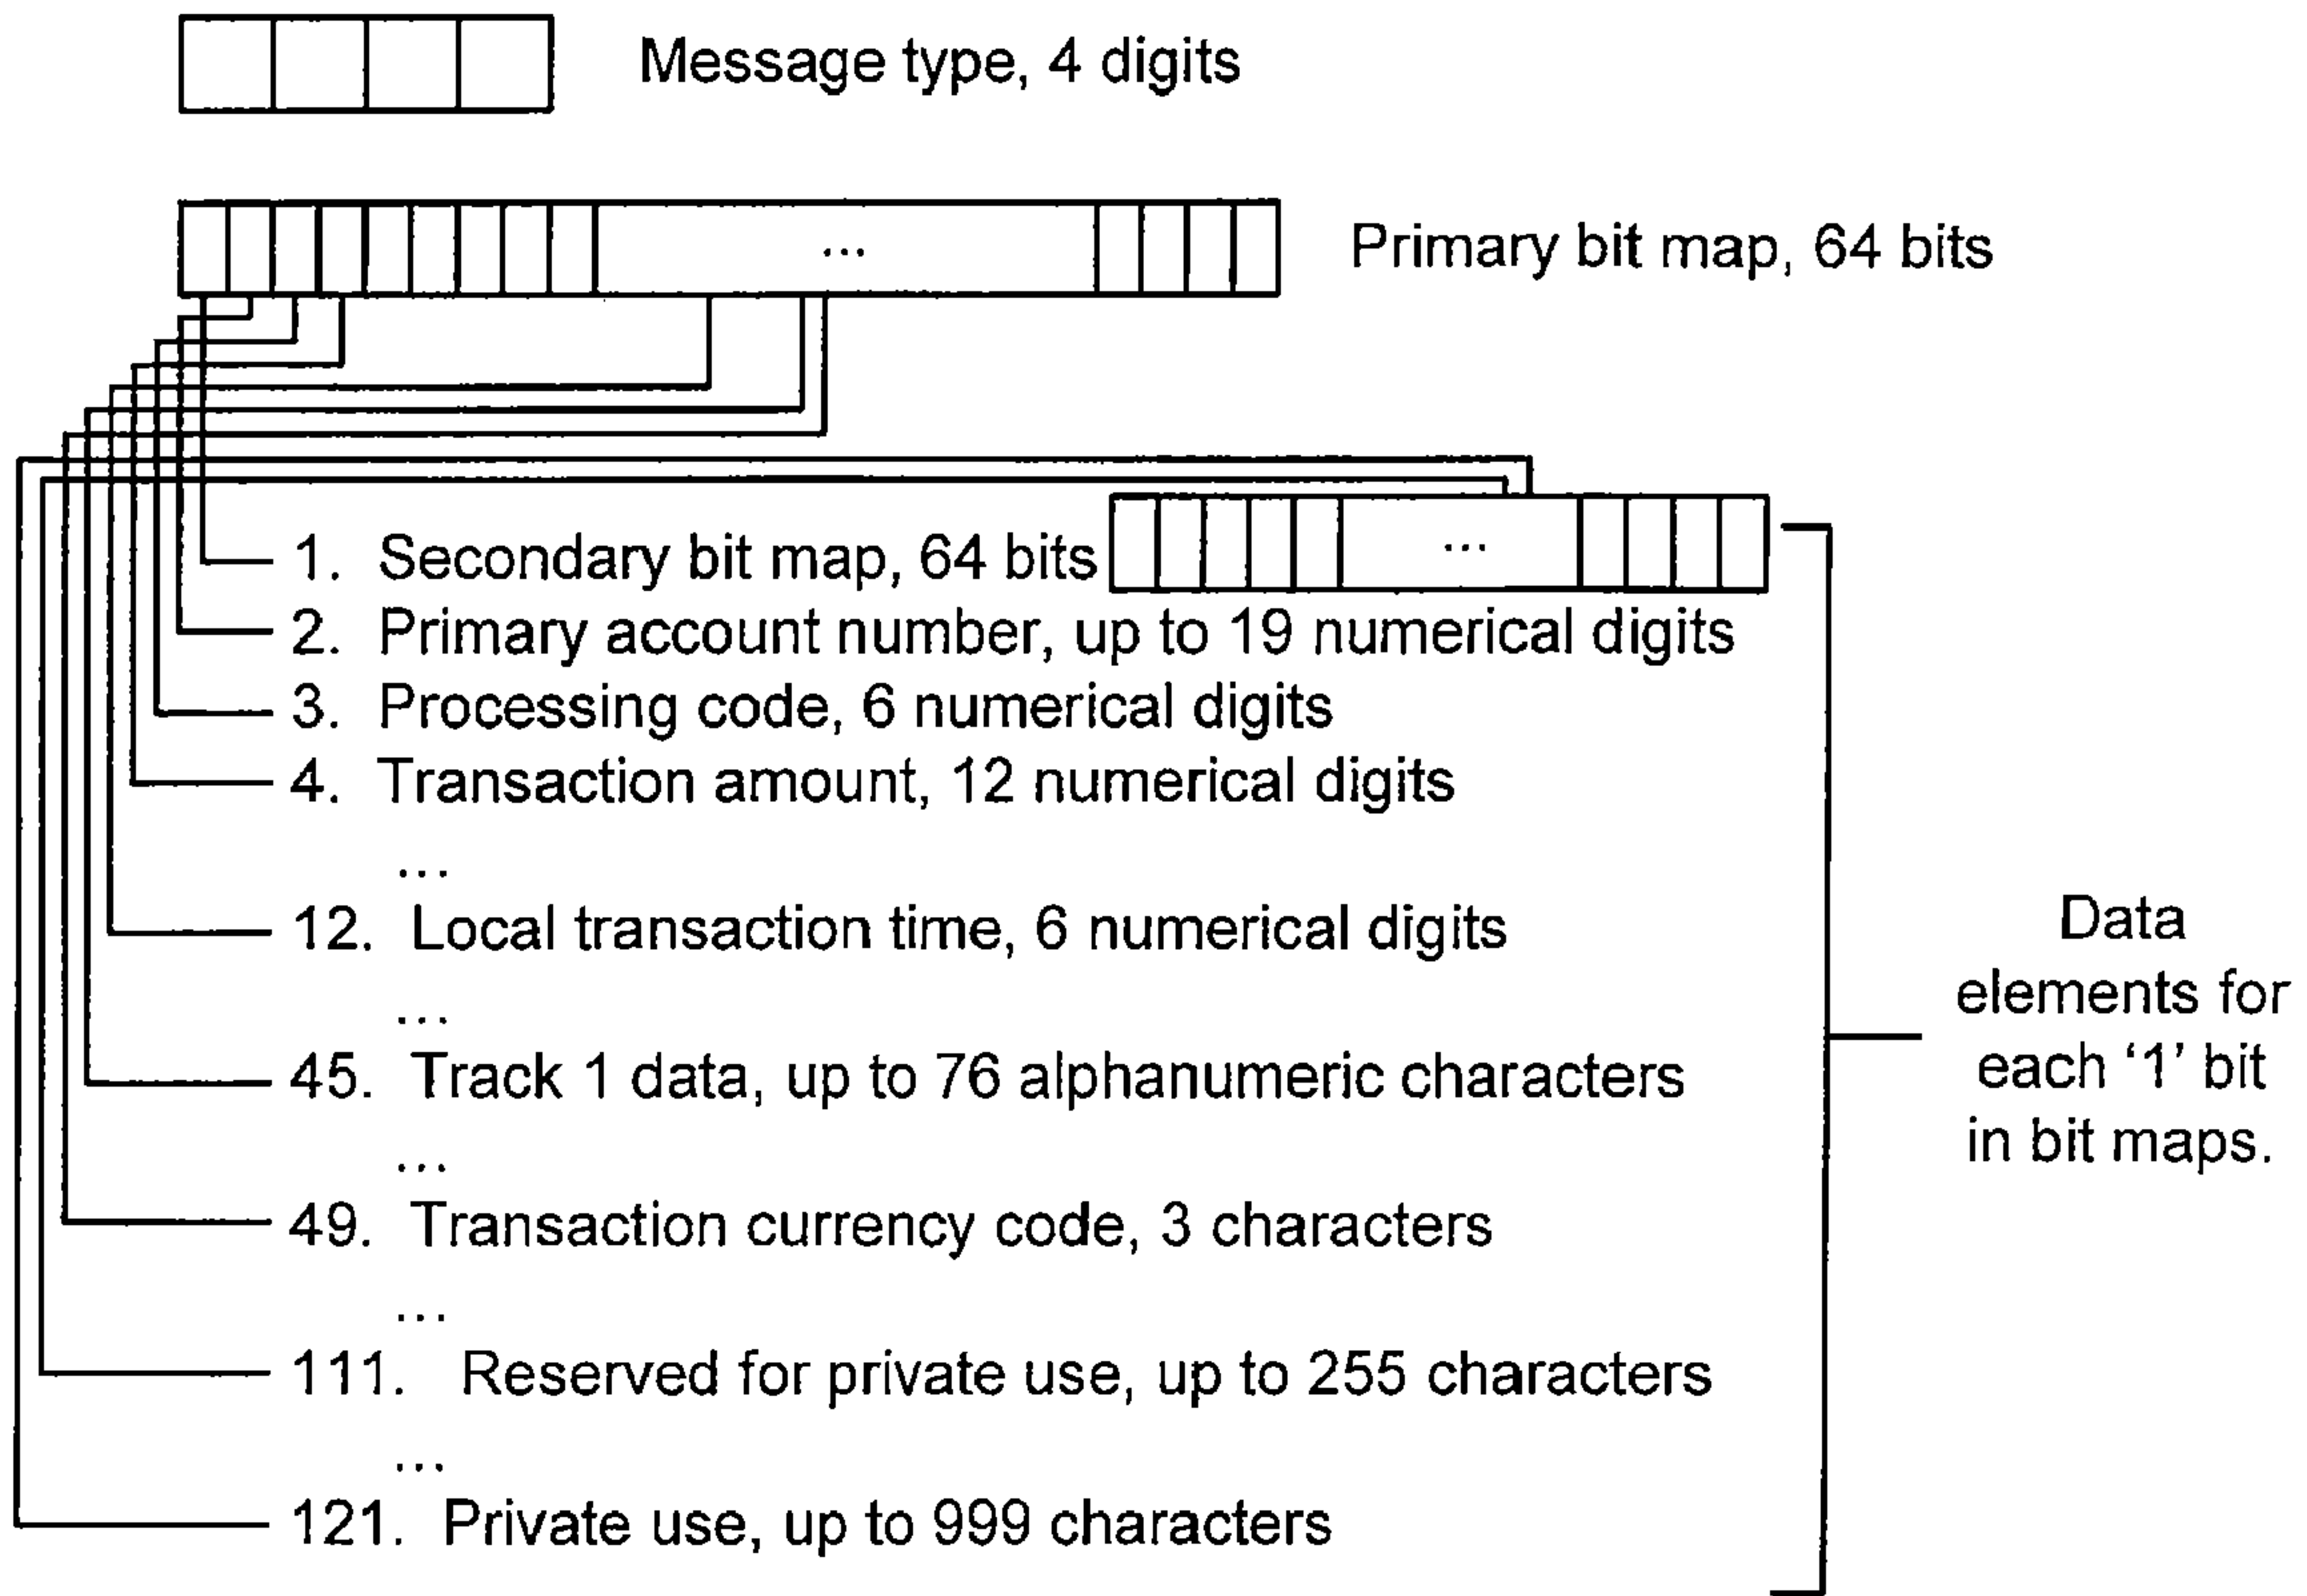 Message type, 4 digits
...
Primary bit map, 64 bits
1. Secondary bit map, 64 bits ...
2. Primary account number, up to 19 numerical digits
3. Processing code, 6 numerical digits
4. Transaction amount, 12 numerical digits
...
12. Local transaction time, 6 numerical digits
...
45. Track 1 data, up to 76 alphanumeric characters
...
49. Transaction currency code, 3 characters
...
111. Reserved for private use, up to 255 characters
...
121. Private use, up to 999 characters
Data
elements for
each ‘1’ bit
in bit maps.